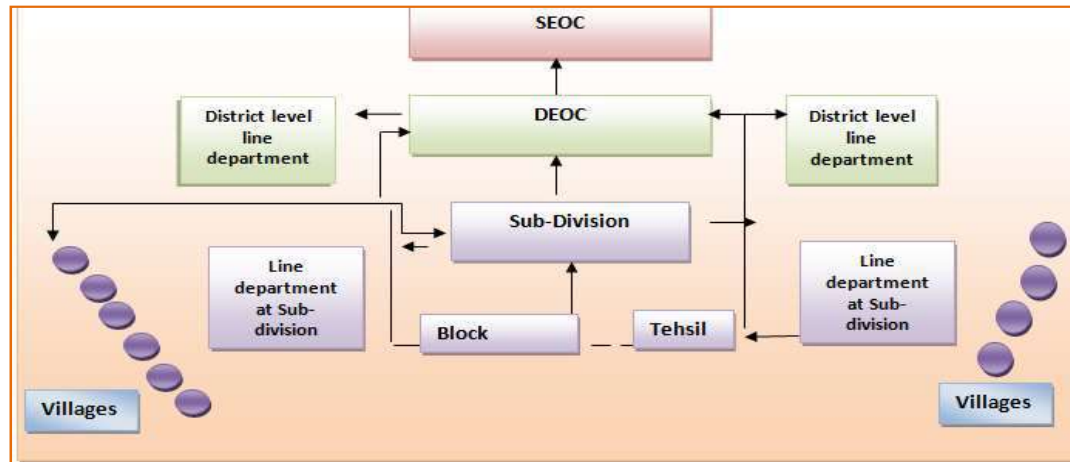 SEOC
District level
line
department
DEOC
District level
line
department
Sub-Division
Line
department
at Sub-
division
Block
Tehsil
Line
department
at Sub-
division
Villages
Villages